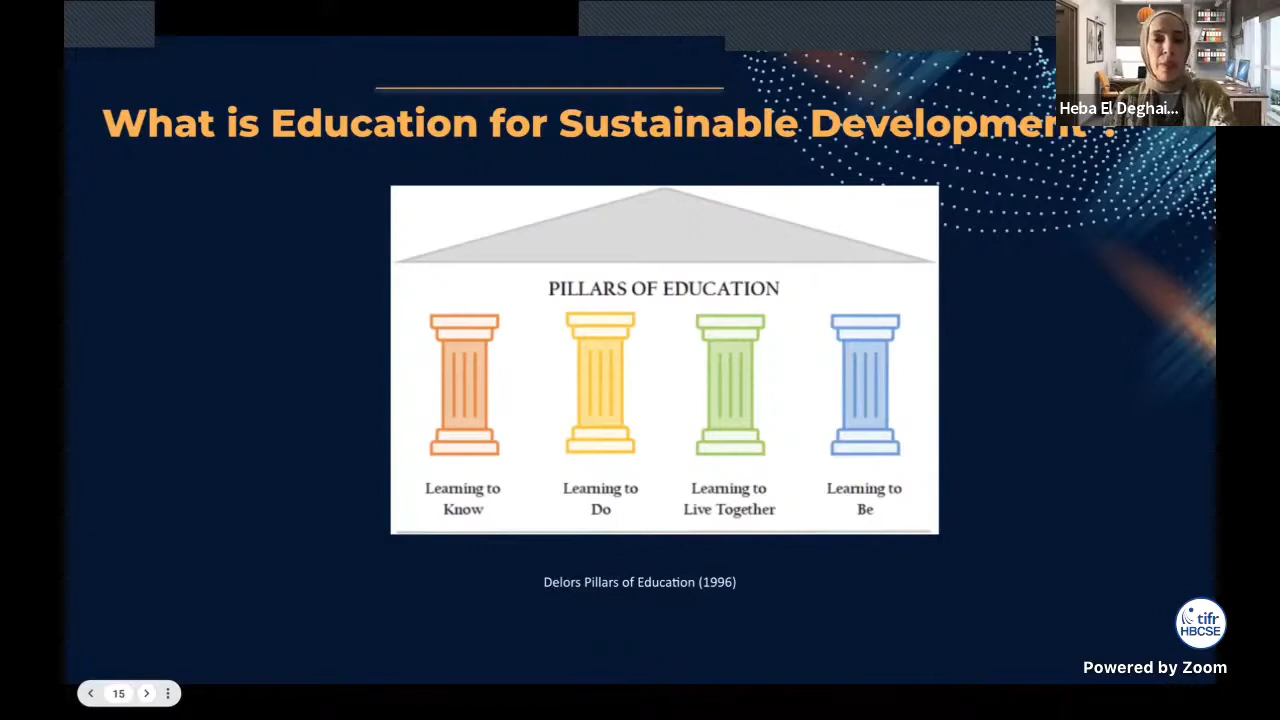 What is Education for Sustainable Development ?
Heba El Deghai...
PILLARS OF EDUCATION
Learning to Know
Learning to Do
Learning to Live Together
Learning to Be
Delors Pillars of Education (1996)
tifr
HBCSE
Powered by Zoom
15